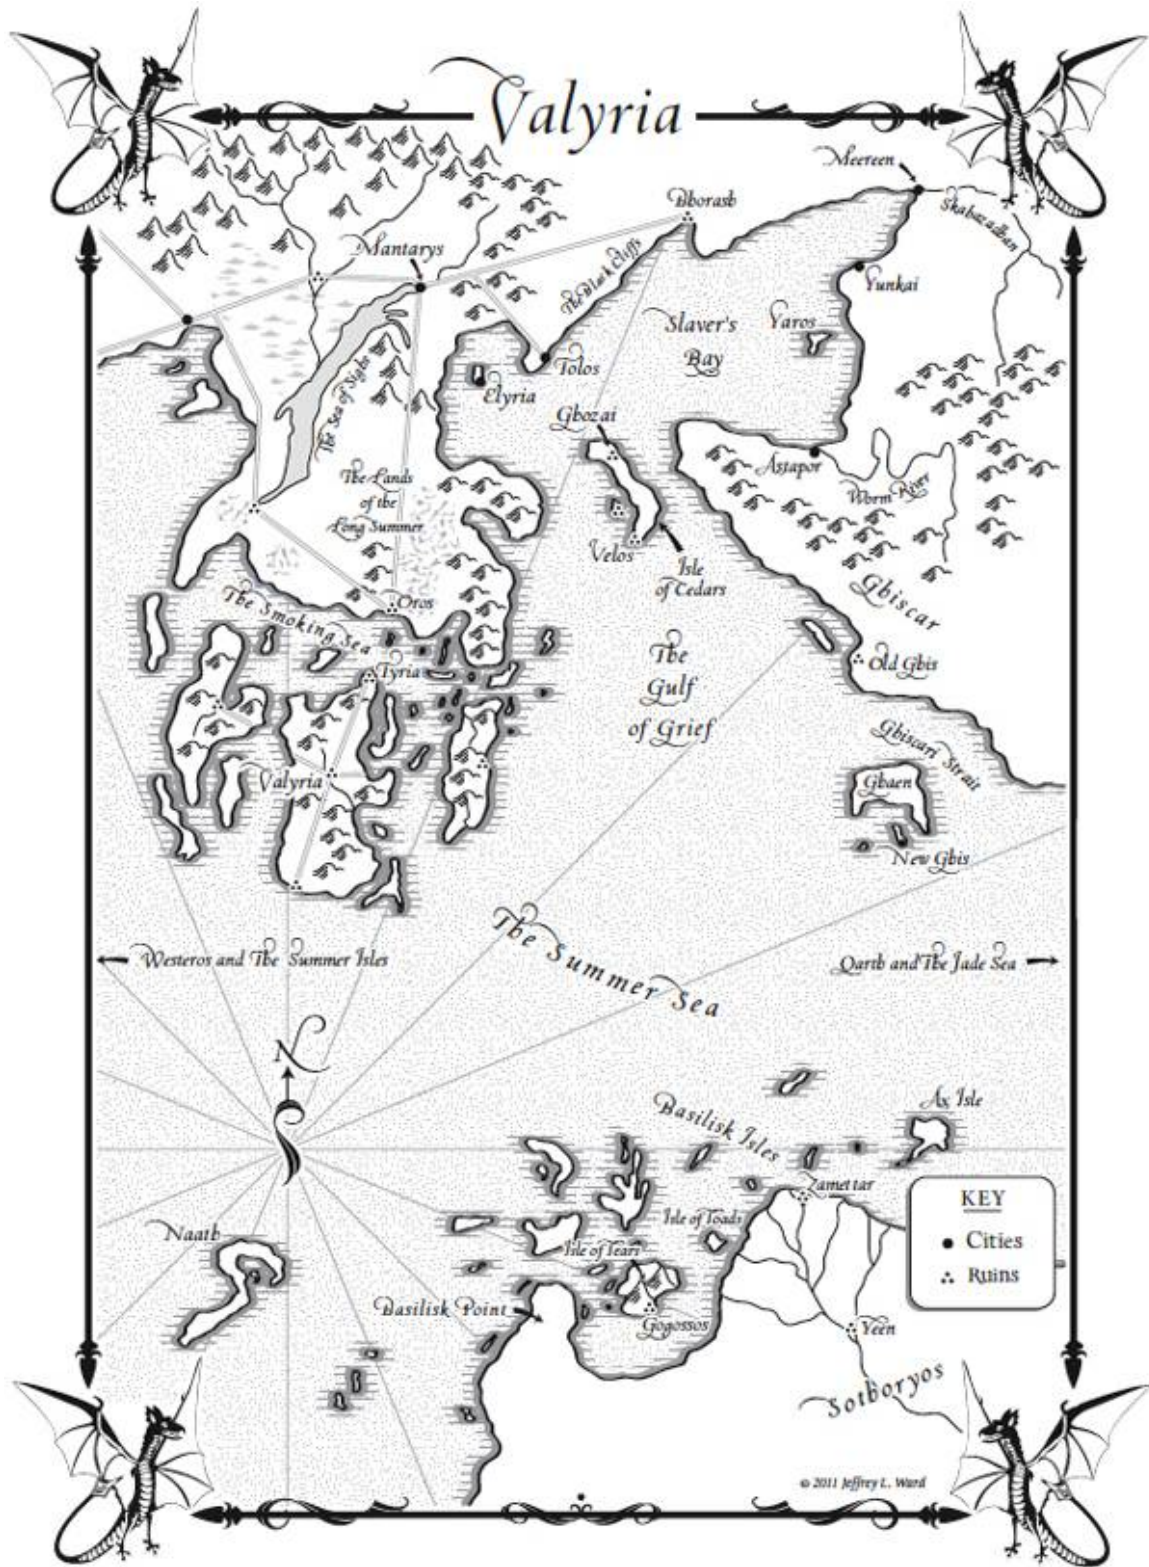 Valyria
Meereen
Skahazadhan
Bhorash
Mantarys
The Black Cliffs
Yunkai
Slaver's
Bay
Yaros
Tolos
Elyria
The Sea of Sighs
Ghozai
Astapor
Worm River
The Lands
of the
Long Summer
Velos
Isle
of Cedars
Ghiscar
The Smoking Sea
Oros
Tyria
The
Gulf
of Grief
Old Ghis
Ghiscari Strait
Valyria
Ghaen
New Ghis
The Summer Sea
Westeros and The Summer Isles
Qarth and The Jade Sea
N
Basilisk Isles
Ax Isle
Zamettar
KEY
Cities
Ruins
Naath
Isle of Toads
Isle of Tears
Basilisk Point
Gogossos
Yeen
Sothoryos
© 2011 Jeffrey L. Ward